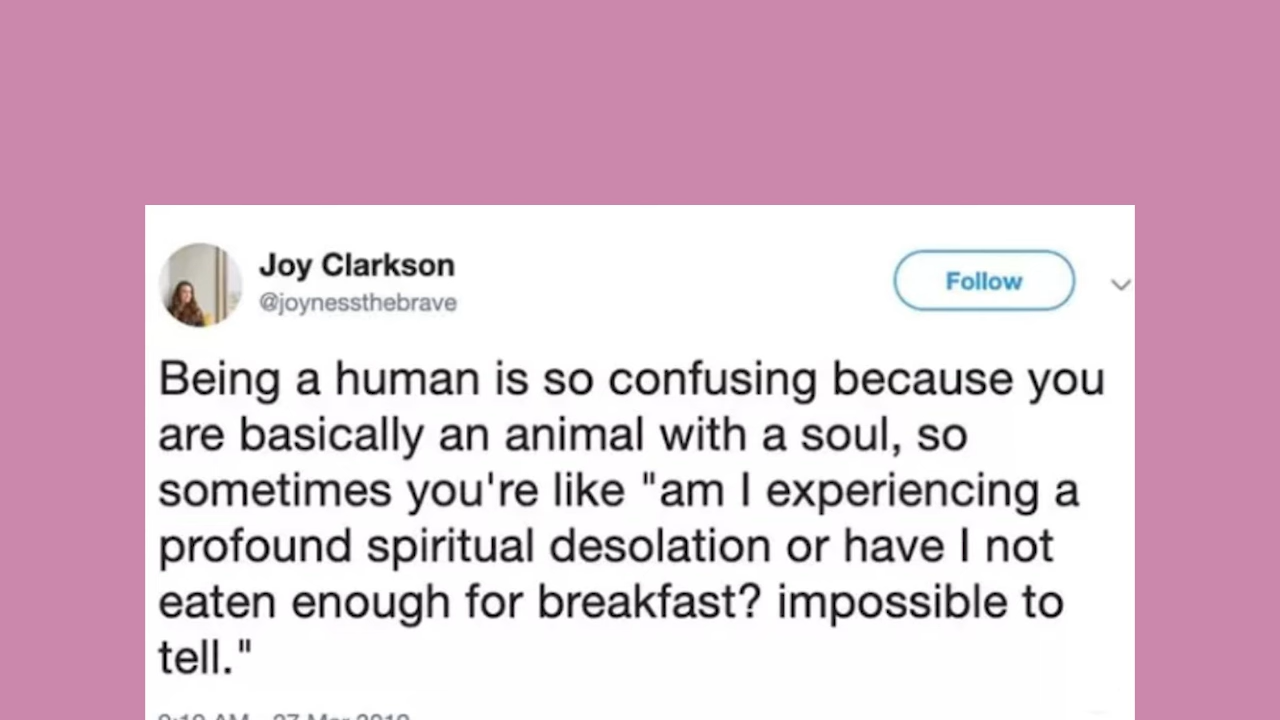 Joy Clarkson
@joynessthebrave
Follow
Being a human is so confusing because you
are basically an animal with a soul, so
sometimes you're like "am I experiencing a
profound spiritual desolation or have I not
eaten enough for breakfast? impossible to
tell."